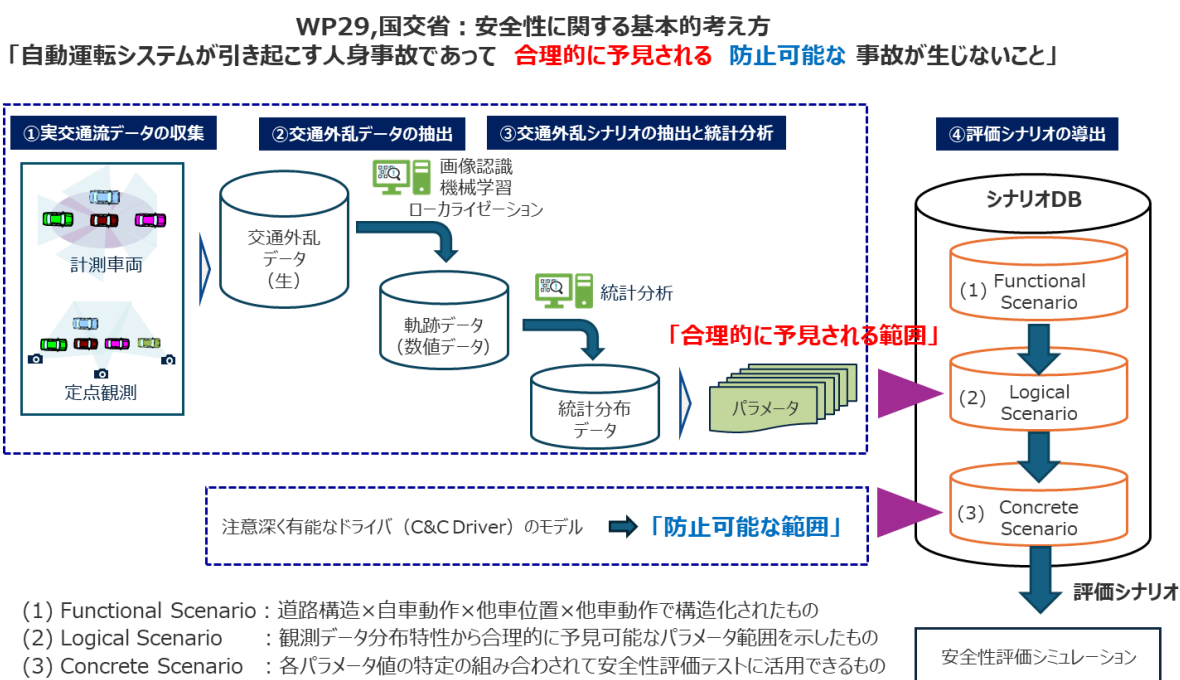 WP29,国交省：安全性に関する基本的考え方
「自動運転システムが引き起こす人身事故であって 合理的に予見される 防止可能な 事故が生じないこと」
①実交通流データの収集
②交通外乱データの抽出
③交通外乱シナリオの抽出と統計分析
④評価シナリオの導出
計測車両
定点観測
交通外乱
データ
（生）
画像認識
機械学習
ローカライゼーション
軌跡データ
（数値データ）
統計分析
統計分布
データ
「合理的に予見される範囲」
パラメータ
シナリオDB
(1) Functional
Scenario
(2) Logical
Scenario
(3) Concrete
Scenario
注意深く有能なドライバ（C&C Driver）のモデル
「防止可能な範囲」
評価シナリオ
安全性評価シミュレーション
(1) Functional Scenario：道路構造×自車動作×他車位置×他車動作で構造化されたもの
(2) Logical Scenario ：観測データ分布特性から合理的に予見可能なパラメータ範囲を示したもの
(3) Concrete Scenario ：各パラメータ値の特定の組み合わされて安全性評価テストに活用できるもの